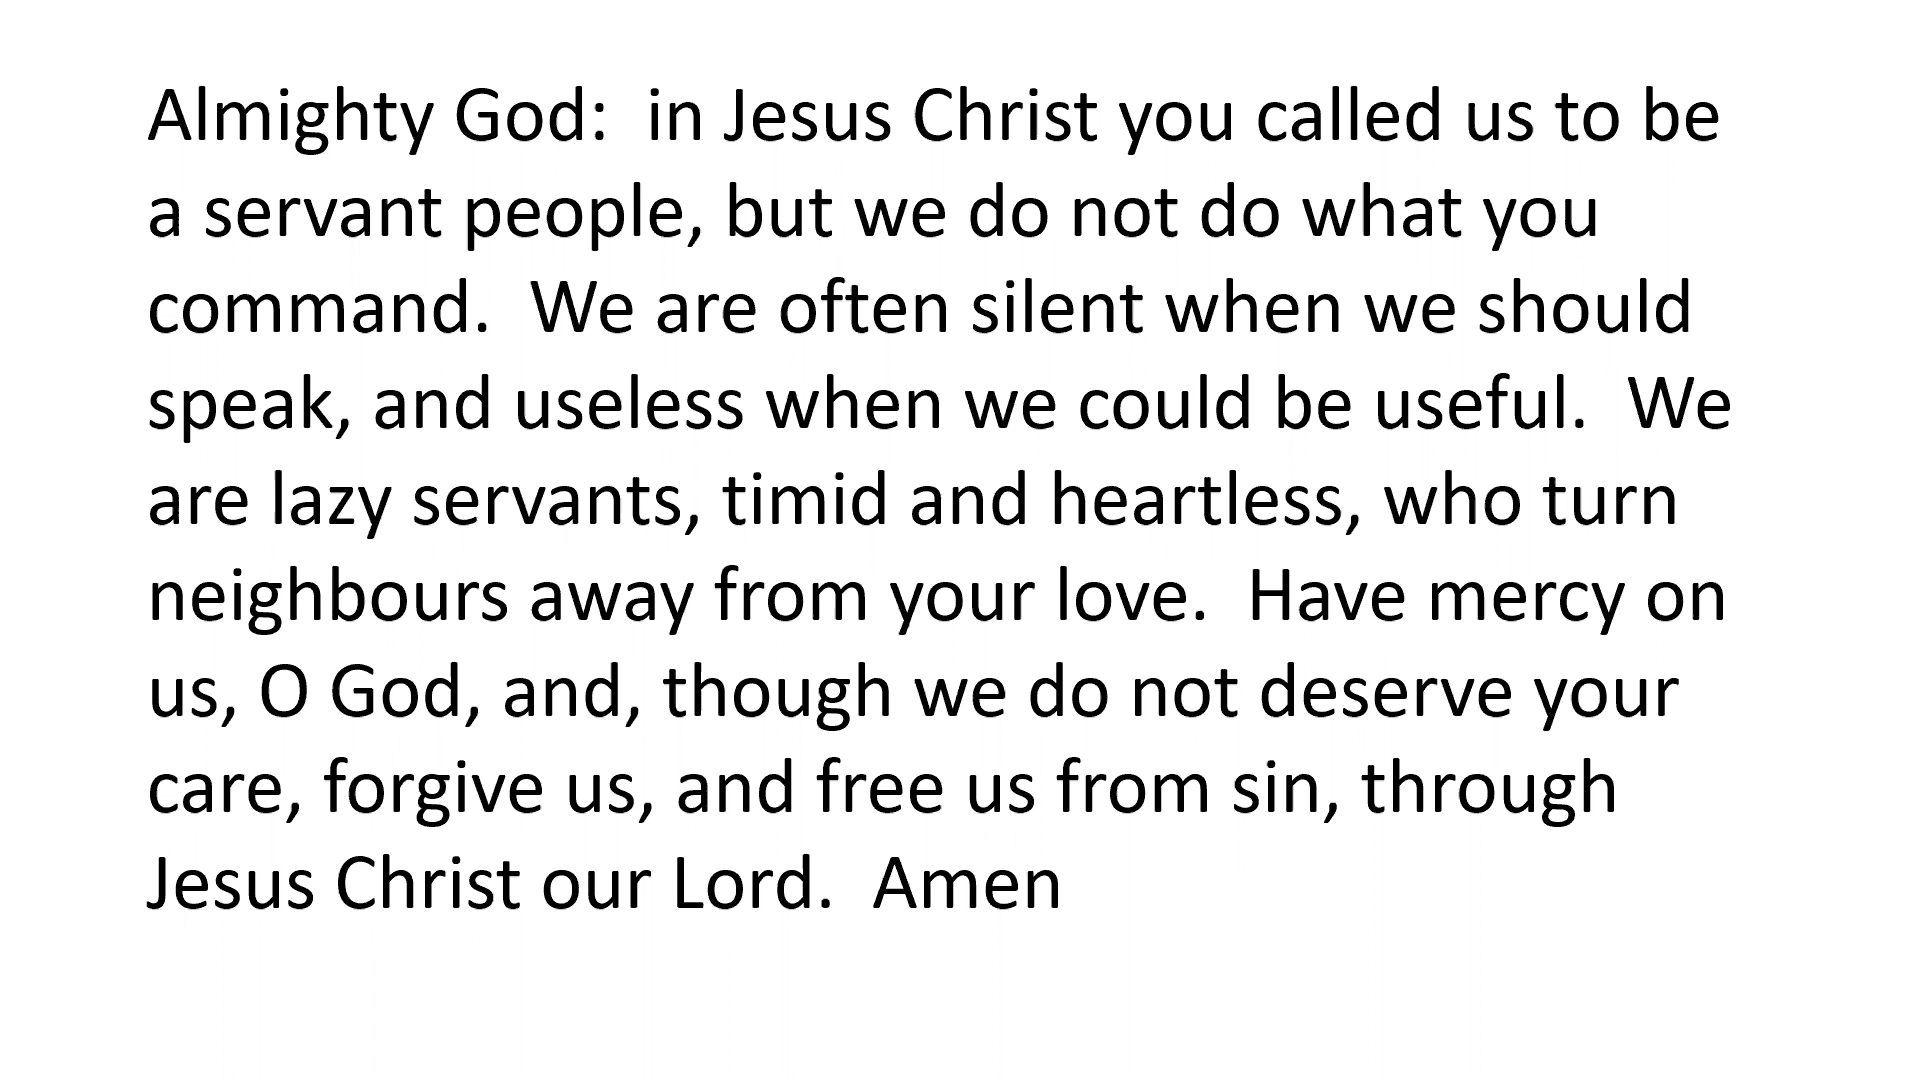 Almighty God:  in Jesus Christ you called us to be
a servant people, but we do not do what you
command.  We are often silent when we should
speak, and useless when we could be useful.  We
are lazy servants, timid and heartless, who turn
neighbours away from your love.  Have mercy on
us, O God, and, though we do not deserve your
care, forgive us, and free us from sin, through
Jesus Christ our Lord.  Amen